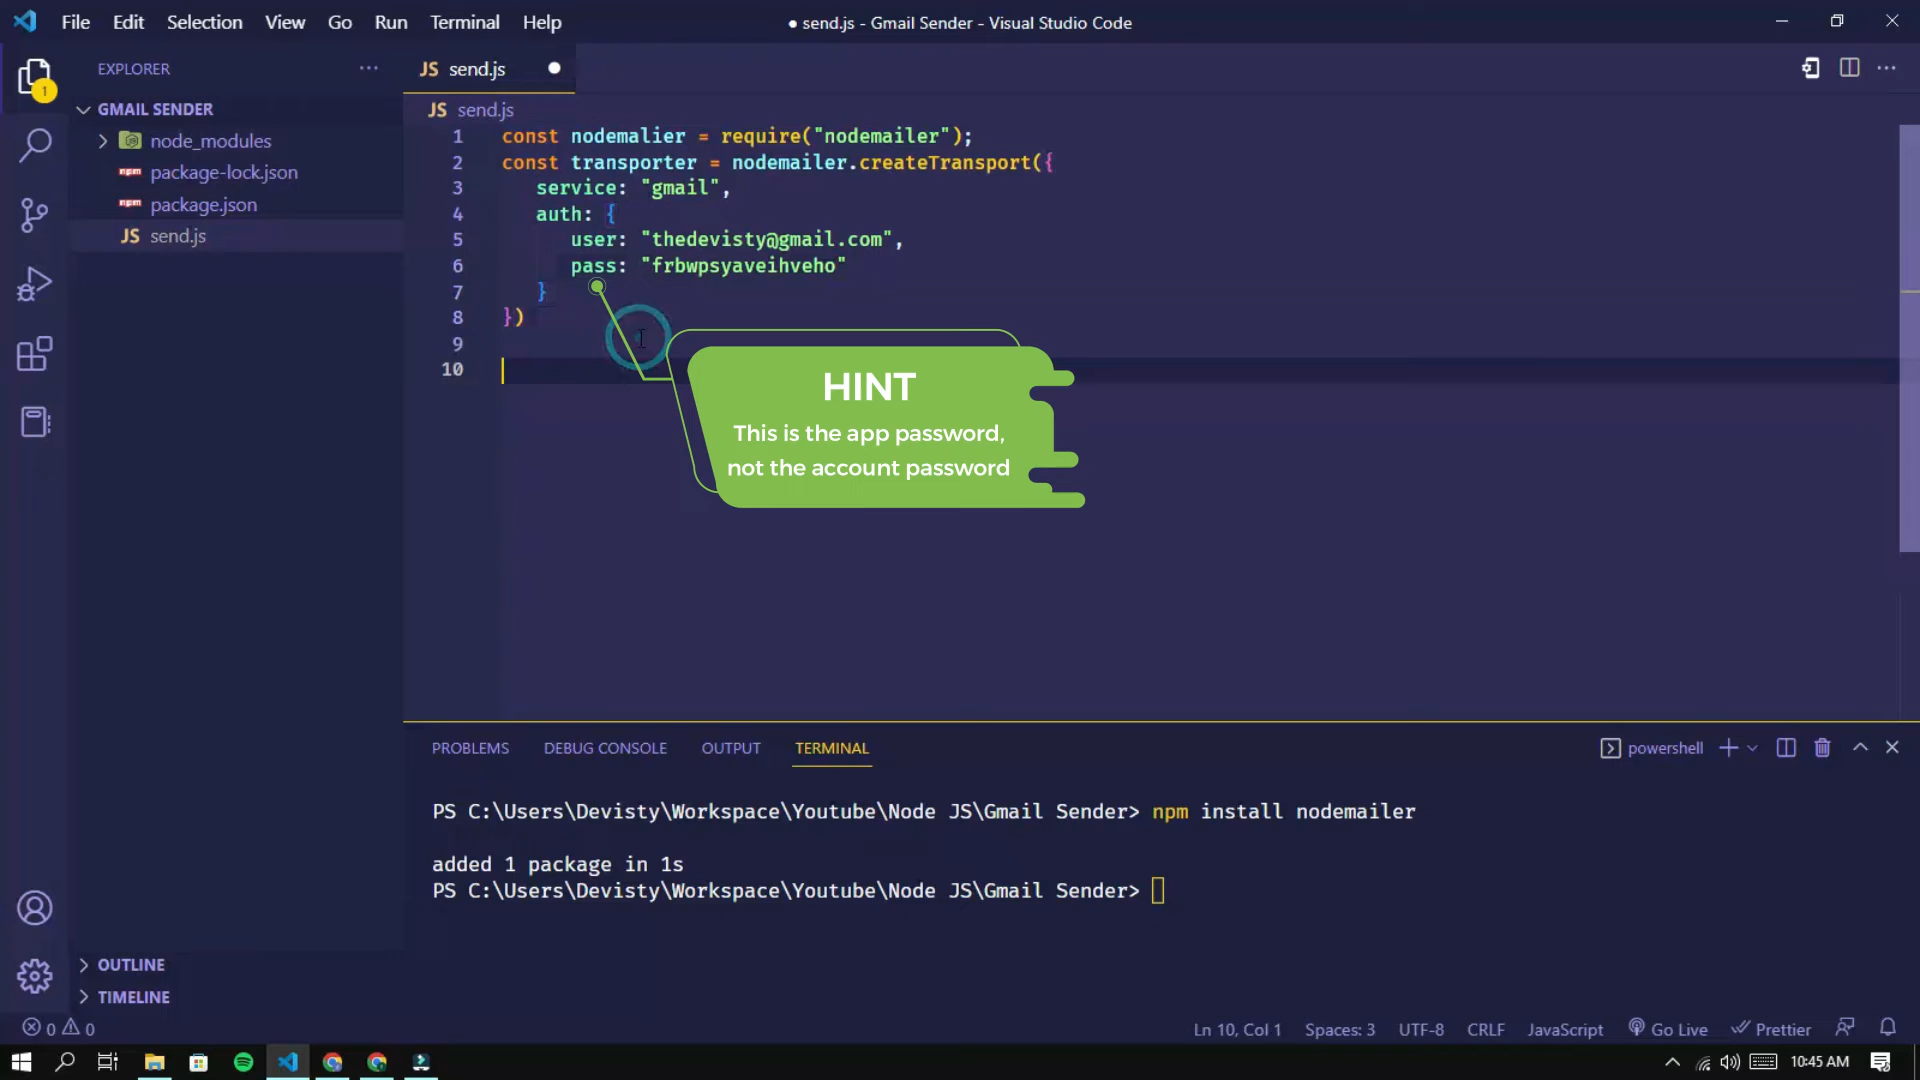 File Edit Selection View Go Run Terminal Help
● send.js - Gmail Sender - Visual Studio Code
EXPLORER
1
GMAIL SENDER
node_modules
npm package-lock.json
npm package.json
JS send.js
OUTLINE
TIMELINE
JS send.js
JS send.js
1 const nodemalier = require("nodemailer");
2 const transporter = nodemailer.createTransport({
3 service: "gmail",
4 auth: {
5 user: "thedevisty@gmail.com",
6 pass: "frbwpsyaveihveho"
7 }
8 })
9
10
HINT
This is the app password,
not the account password
PROBLEMS DEBUG CONSOLE OUTPUT TERMINAL
powershell
PS C:\Users\Devisty\Workspace\Youtube\Node JS\Gmail Sender> npm install nodemailer
added 1 package in 1s
PS C:\Users\Devisty\Workspace\Youtube\Node JS\Gmail Sender>
0 0
Ln 10, Col 1 Spaces: 3 UTF-8 CRLF JavaScript Go Live Prettier
10:45 AM